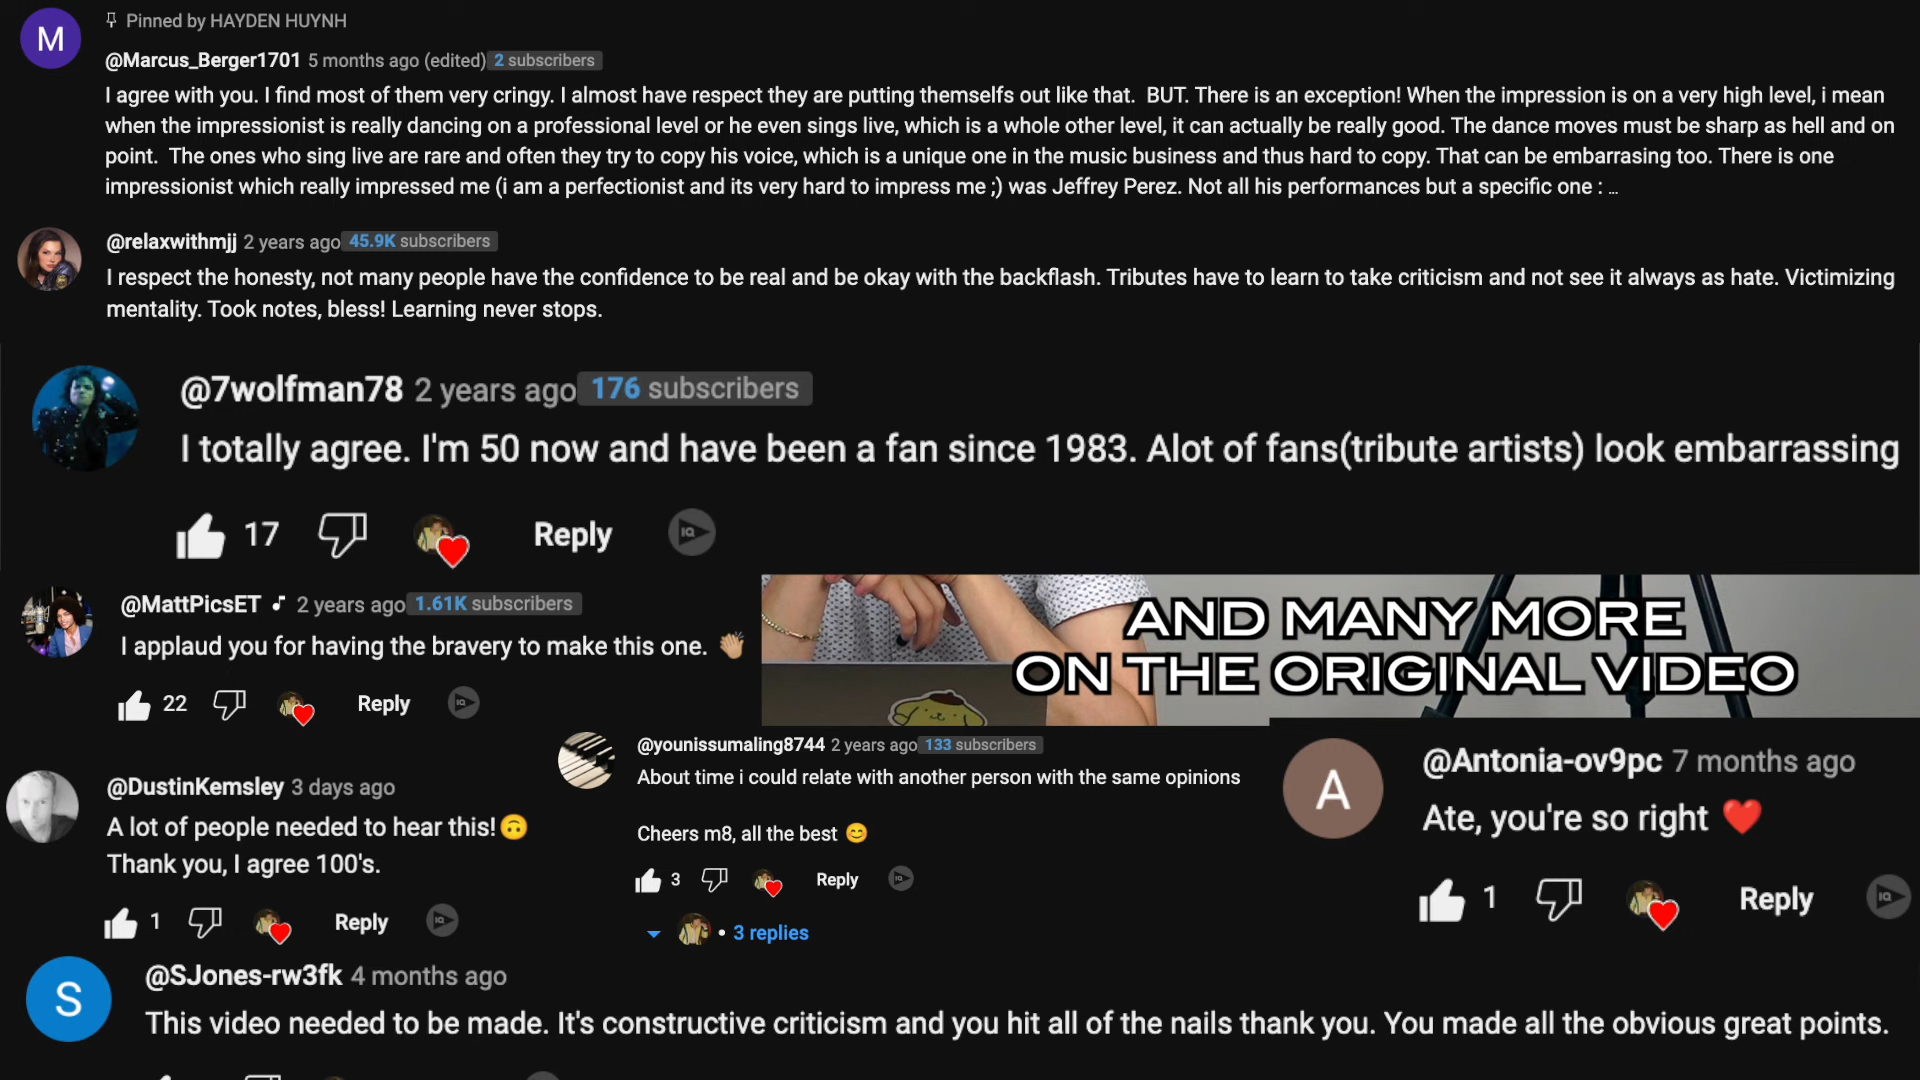 Pinned by HAYDEN HUYNH
M
@Marcus_Berger1701 5 months ago (edited) 2 subscribers
I agree with you. I find most of them very cringy. I almost have respect they are putting themselfs out like that.  BUT. There is an exception! When the impression is on a very high level, i mean
when the impressionist is really dancing on a professional level or he even sings live, which is a whole other level, it can actually be really good. The dance moves must be sharp as hell and on
point.  The ones who sing live are rare and often they try to copy his voice, which is a unique one in the music business and thus hard to copy. That can be embarrasing too. There is one
impressionist which really impressed me (i am a perfectionist and its very hard to impress me ;) was Jeffrey Perez. Not all his performances but a specific one : ...
@relaxwithmjj 2 years ago 45.9K subscribers
I respect the honesty, not many people have the confidence to be real and be okay with the backflash. Tributes have to learn to take criticism and not see it always as hate. Victimizing
mentality. Took notes, bless! Learning never stops.
@7wolfman78 2 years ago 176 subscribers
I totally agree. I'm 50 now and have been a fan since 1983. Alot of fans(tribute artists) look embarrassing
17 Reply IQ
@MattPicsET 2 years ago 1.61K subscribers
I applaud you for having the bravery to make this one. 👏🏽
22 Reply IQ
AND MANY MORE
ON THE ORIGINAL VIDEO
@DustinKemsley 3 days ago
A lot of people needed to hear this!🙃
Thank you, I agree 100's.
1 Reply IQ
@younissumaling8744 2 years ago 133 subscribers
About time i could relate with another person with the same opinions
Cheers m8, all the best 😊
3 Reply IQ
• 3 replies
A
@Antonia-ov9pc 7 months ago
Ate, you're so right ❤️
1 Reply IQ
S
@SJones-rw3fk 4 months ago
This video needed to be made. It's constructive criticism and you hit all of the nails thank you. You made all the obvious great points.